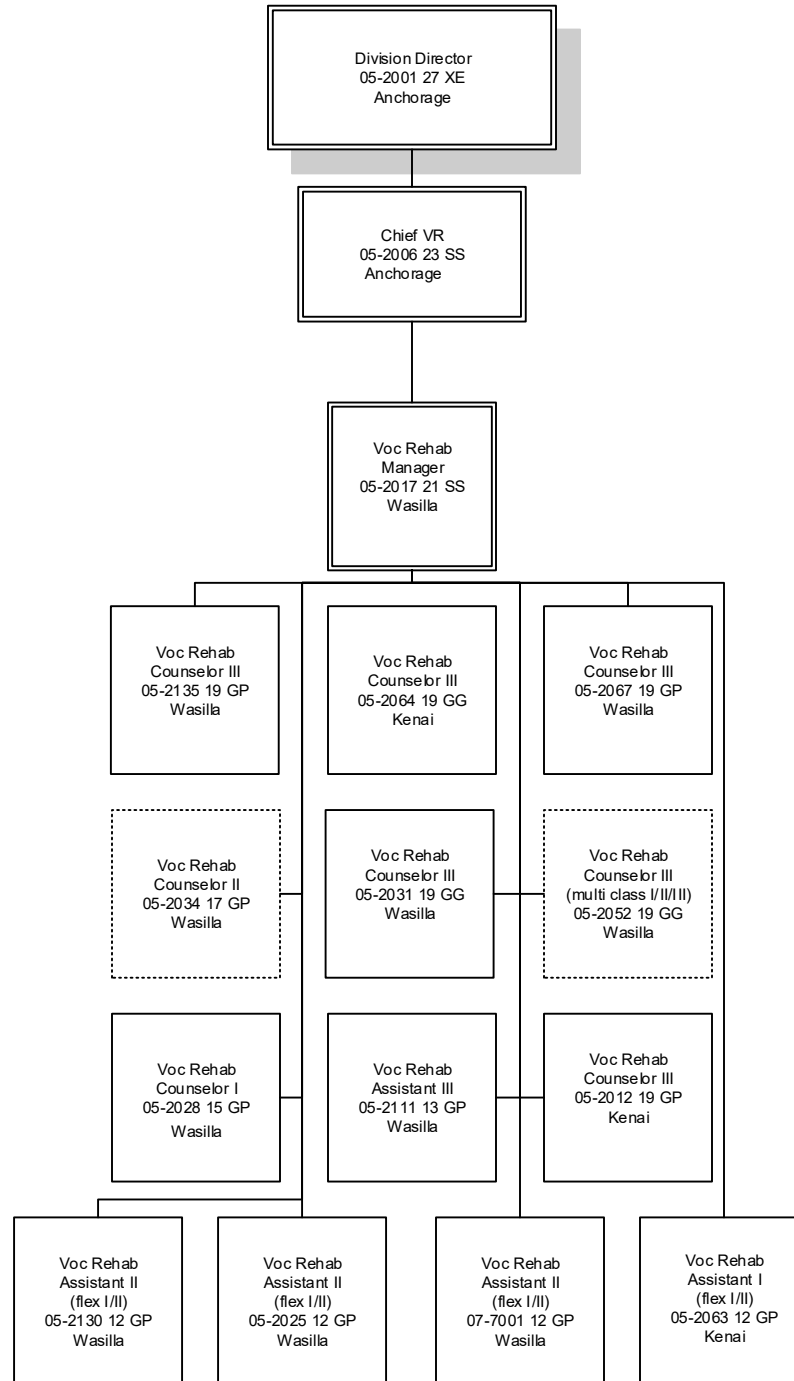 Division Director
05-2001 27 XE
Anchorage
Chief VR
05-2006 23 SS
Anchorage
Voc Rehab
Manager
05-2017 21 SS
Wasilla
Voc Rehab
Counselor III
05-2135 19 GP
Wasilla
Voc Rehab
Counselor III
05-2064 19 GG
Kenai
Voc Rehab
Counselor III
05-2067 19 GP
Wasilla
Voc Rehab
Counselor II
05-2034 17 GP
Wasilla
Voc Rehab
Counselor III
05-2031 19 GG
Wasilla
Voc Rehab
Counselor III
(multi class I/II/III)
05-2052 19 GG
Wasilla
Voc Rehab
Counselor I
05-2028 15 GP
Wasilla
Voc Rehab
Assistant III
05-2111 13 GP
Wasilla
Voc Rehab
Counselor III
05-2012 19 GP
Kenai
Voc Rehab
Assistant II
(flex I/II)
05-2130 12 GP
Wasilla
Voc Rehab
Assistant II
(flex I/II)
05-2025 12 GP
Wasilla
Voc Rehab
Assistant II
(flex I/II)
07-7001 12 GP
Wasilla
Voc Rehab
Assistant I
(flex I/II)
05-2063 12 GP
Kenai